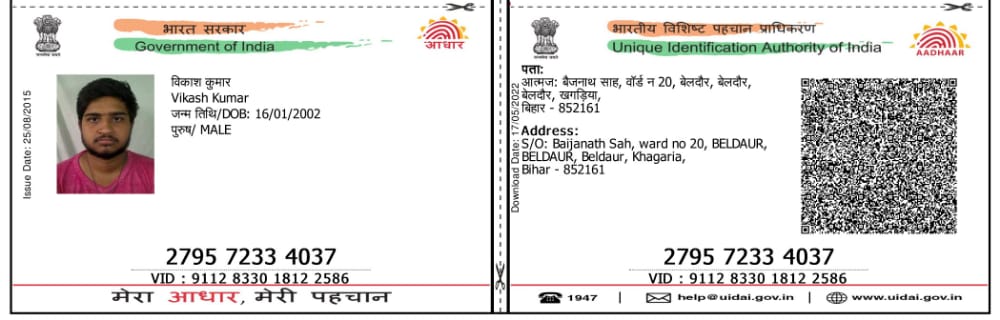 भारत सरकार
Government of India
आधार
Issue Date: 25/08/2015
विकाश कुमार
Vikash Kumar
जन्म तिथि/DOB: 16/01/2002
पुरुष/ MALE
2795 7233 4037
VID : 9112 8330 1812 2586
मेरा आधार, मेरी पहचान
भारतीय विशिष्ट पहचान प्राधिकरण
Unique Identification Authority of India
AADHAAR
Download Date: 17/05/2022
पता:
आत्मज: बैजनाथ साह, वॉर्ड न 20, बेलदौर, बेलदौर,
बेलदौर, खगड़िया,
बिहार - 852161
Address:
S/O: Baijanath Sah, ward no 20, BELDAUR,
BELDAUR, Beldaur, Khagaria,
Bihar - 852161
2795 7233 4037
VID : 9112 8330 1812 2586
1947 | help@uidai.gov.in | www.uidai.gov.in